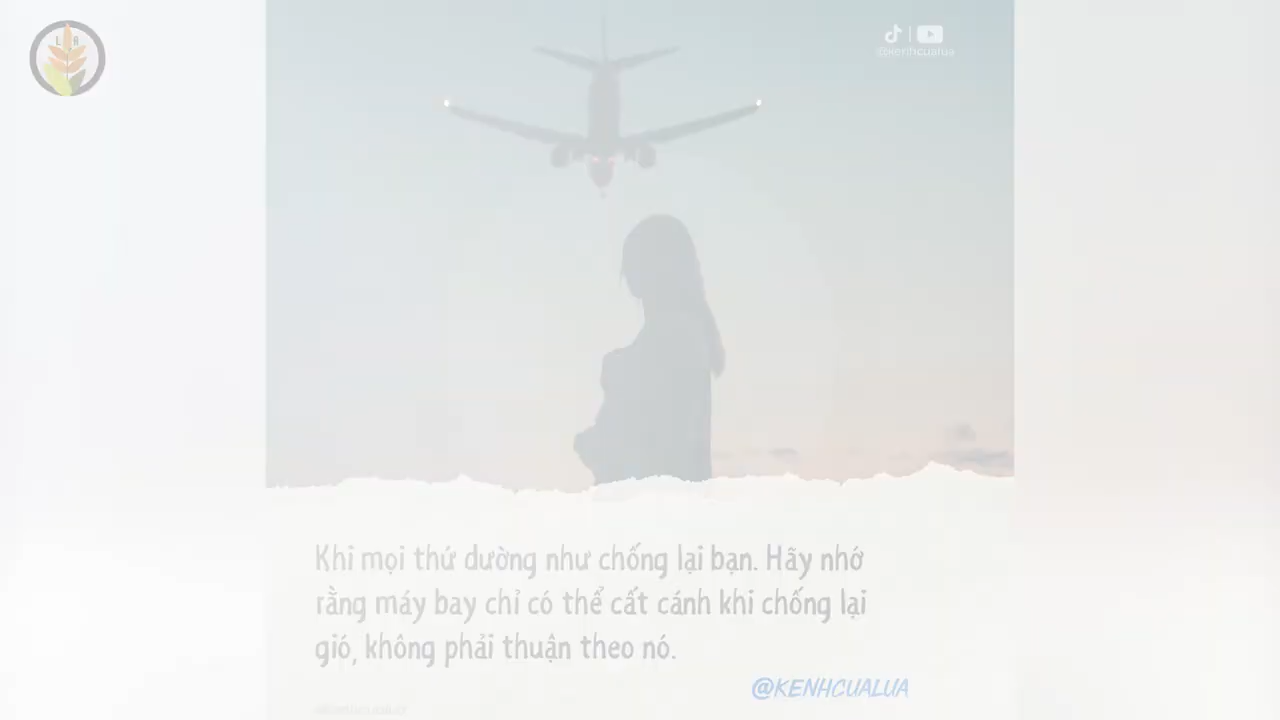 L A
@kenhcualua
Khi mọi thứ dường như chống lại bạn. Hãy nhớ
rằng máy bay chỉ có thể cất cánh khi chống lại
gió, không phải thuận theo nó.
@KENHCUALUA